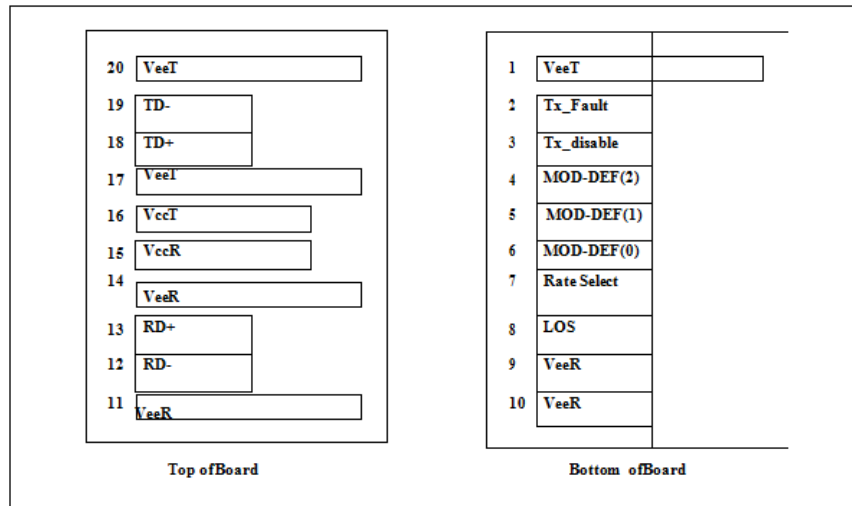 20 VeeT
19 TD-
18 TD+
17 VeeT
16 VccT
15 VccR
14 VeeR
13 RD+
12 RD-
11 VeeR
Top ofBoard
1 VeeT
2 Tx_Fault
3 Tx_disable
4 MOD-DEF(2)
5 MOD-DEF(1)
6 MOD-DEF(0)
7 Rate Select
8 LOS
9 VeeR
10 VeeR
Bottom ofBoard